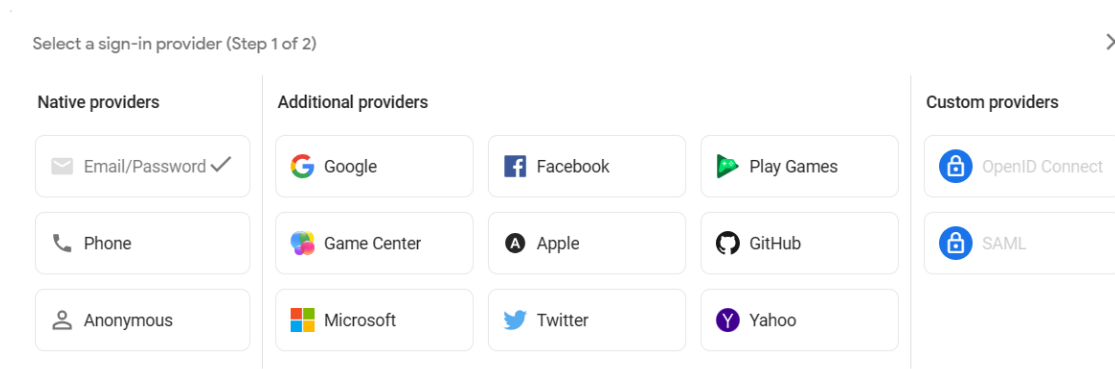 Select a sign-in provider (Step 1 of 2)
Native providers
Email/Password
Phone
Anonymous
Additional providers
Google
Facebook
Play Games
Game Center
Apple
GitHub
Microsoft
Twitter
Yahoo
Custom providers
OpenID Connect
SAML